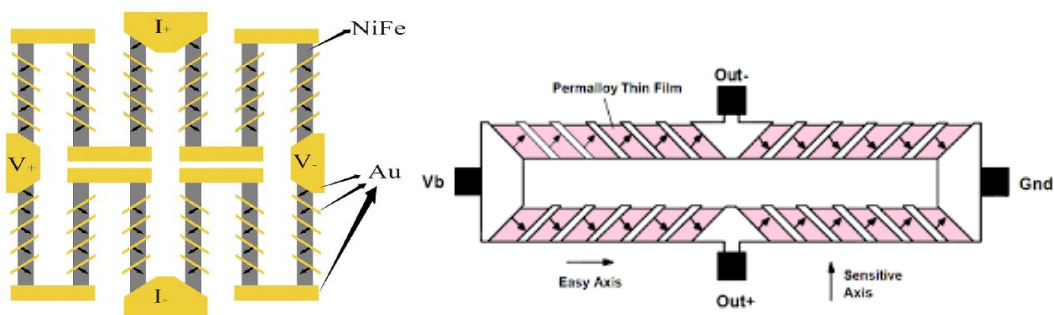 I+
NiFe
V+
V-
Au
I-
Permalloy Thin Film
Out-
Vb
Gnd
Easy Axis
Out+
Sensitive
Axis